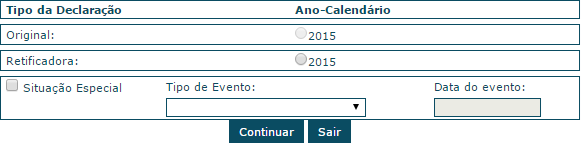 Tipo da Declaração Ano-Calendário
Original: 2015
Retificadora: 2015
Situação Especial Tipo de Evento: Data do evento:
Continuar Sair